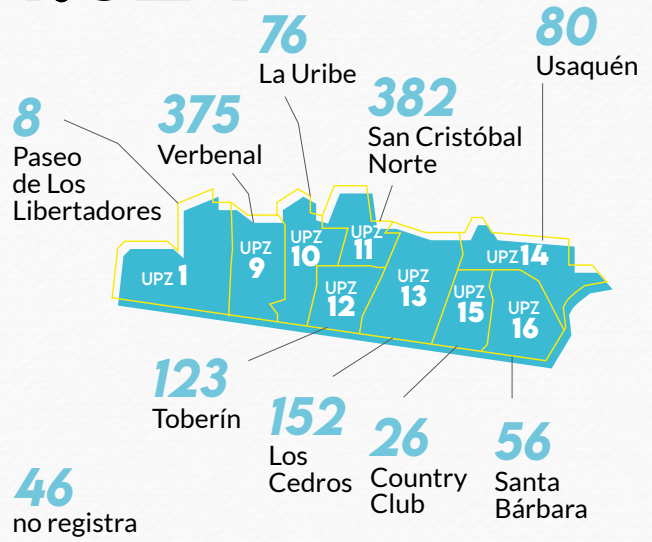 76
La Uribe
80
Usaquén
8
Paseo
de Los
Libertadores
375
Verbenal
382
San Cristóbal
Norte
UPZ 1
UPZ
9
UPZ
10
UPZ
11
UPZ
12
UPZ
13
UPZ 14
UPZ
15
UPZ
16
123
Toberín
152
Los
Cedros
26
Country
Club
56
Santa
Bárbara
46
no registra